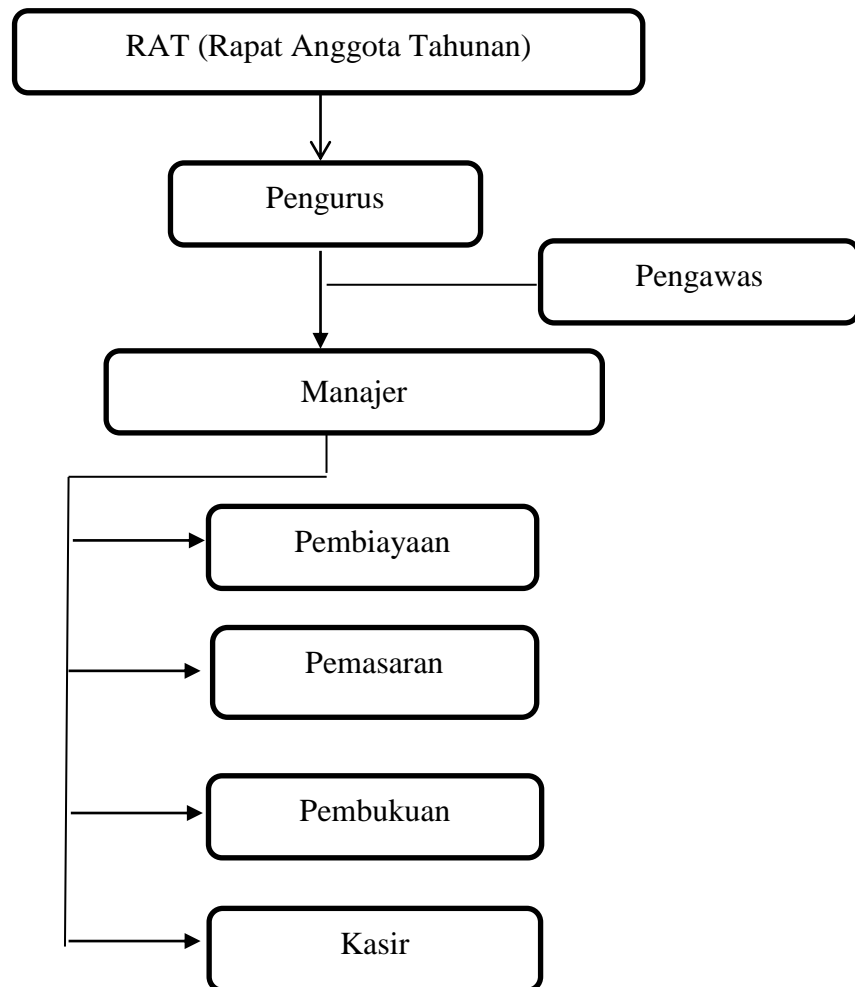 RAT (Rapat Anggota Tahunan)
Pengurus
Pengawas
Manajer
Pembiayaan
Pemasaran
Pembukuan
Kasir